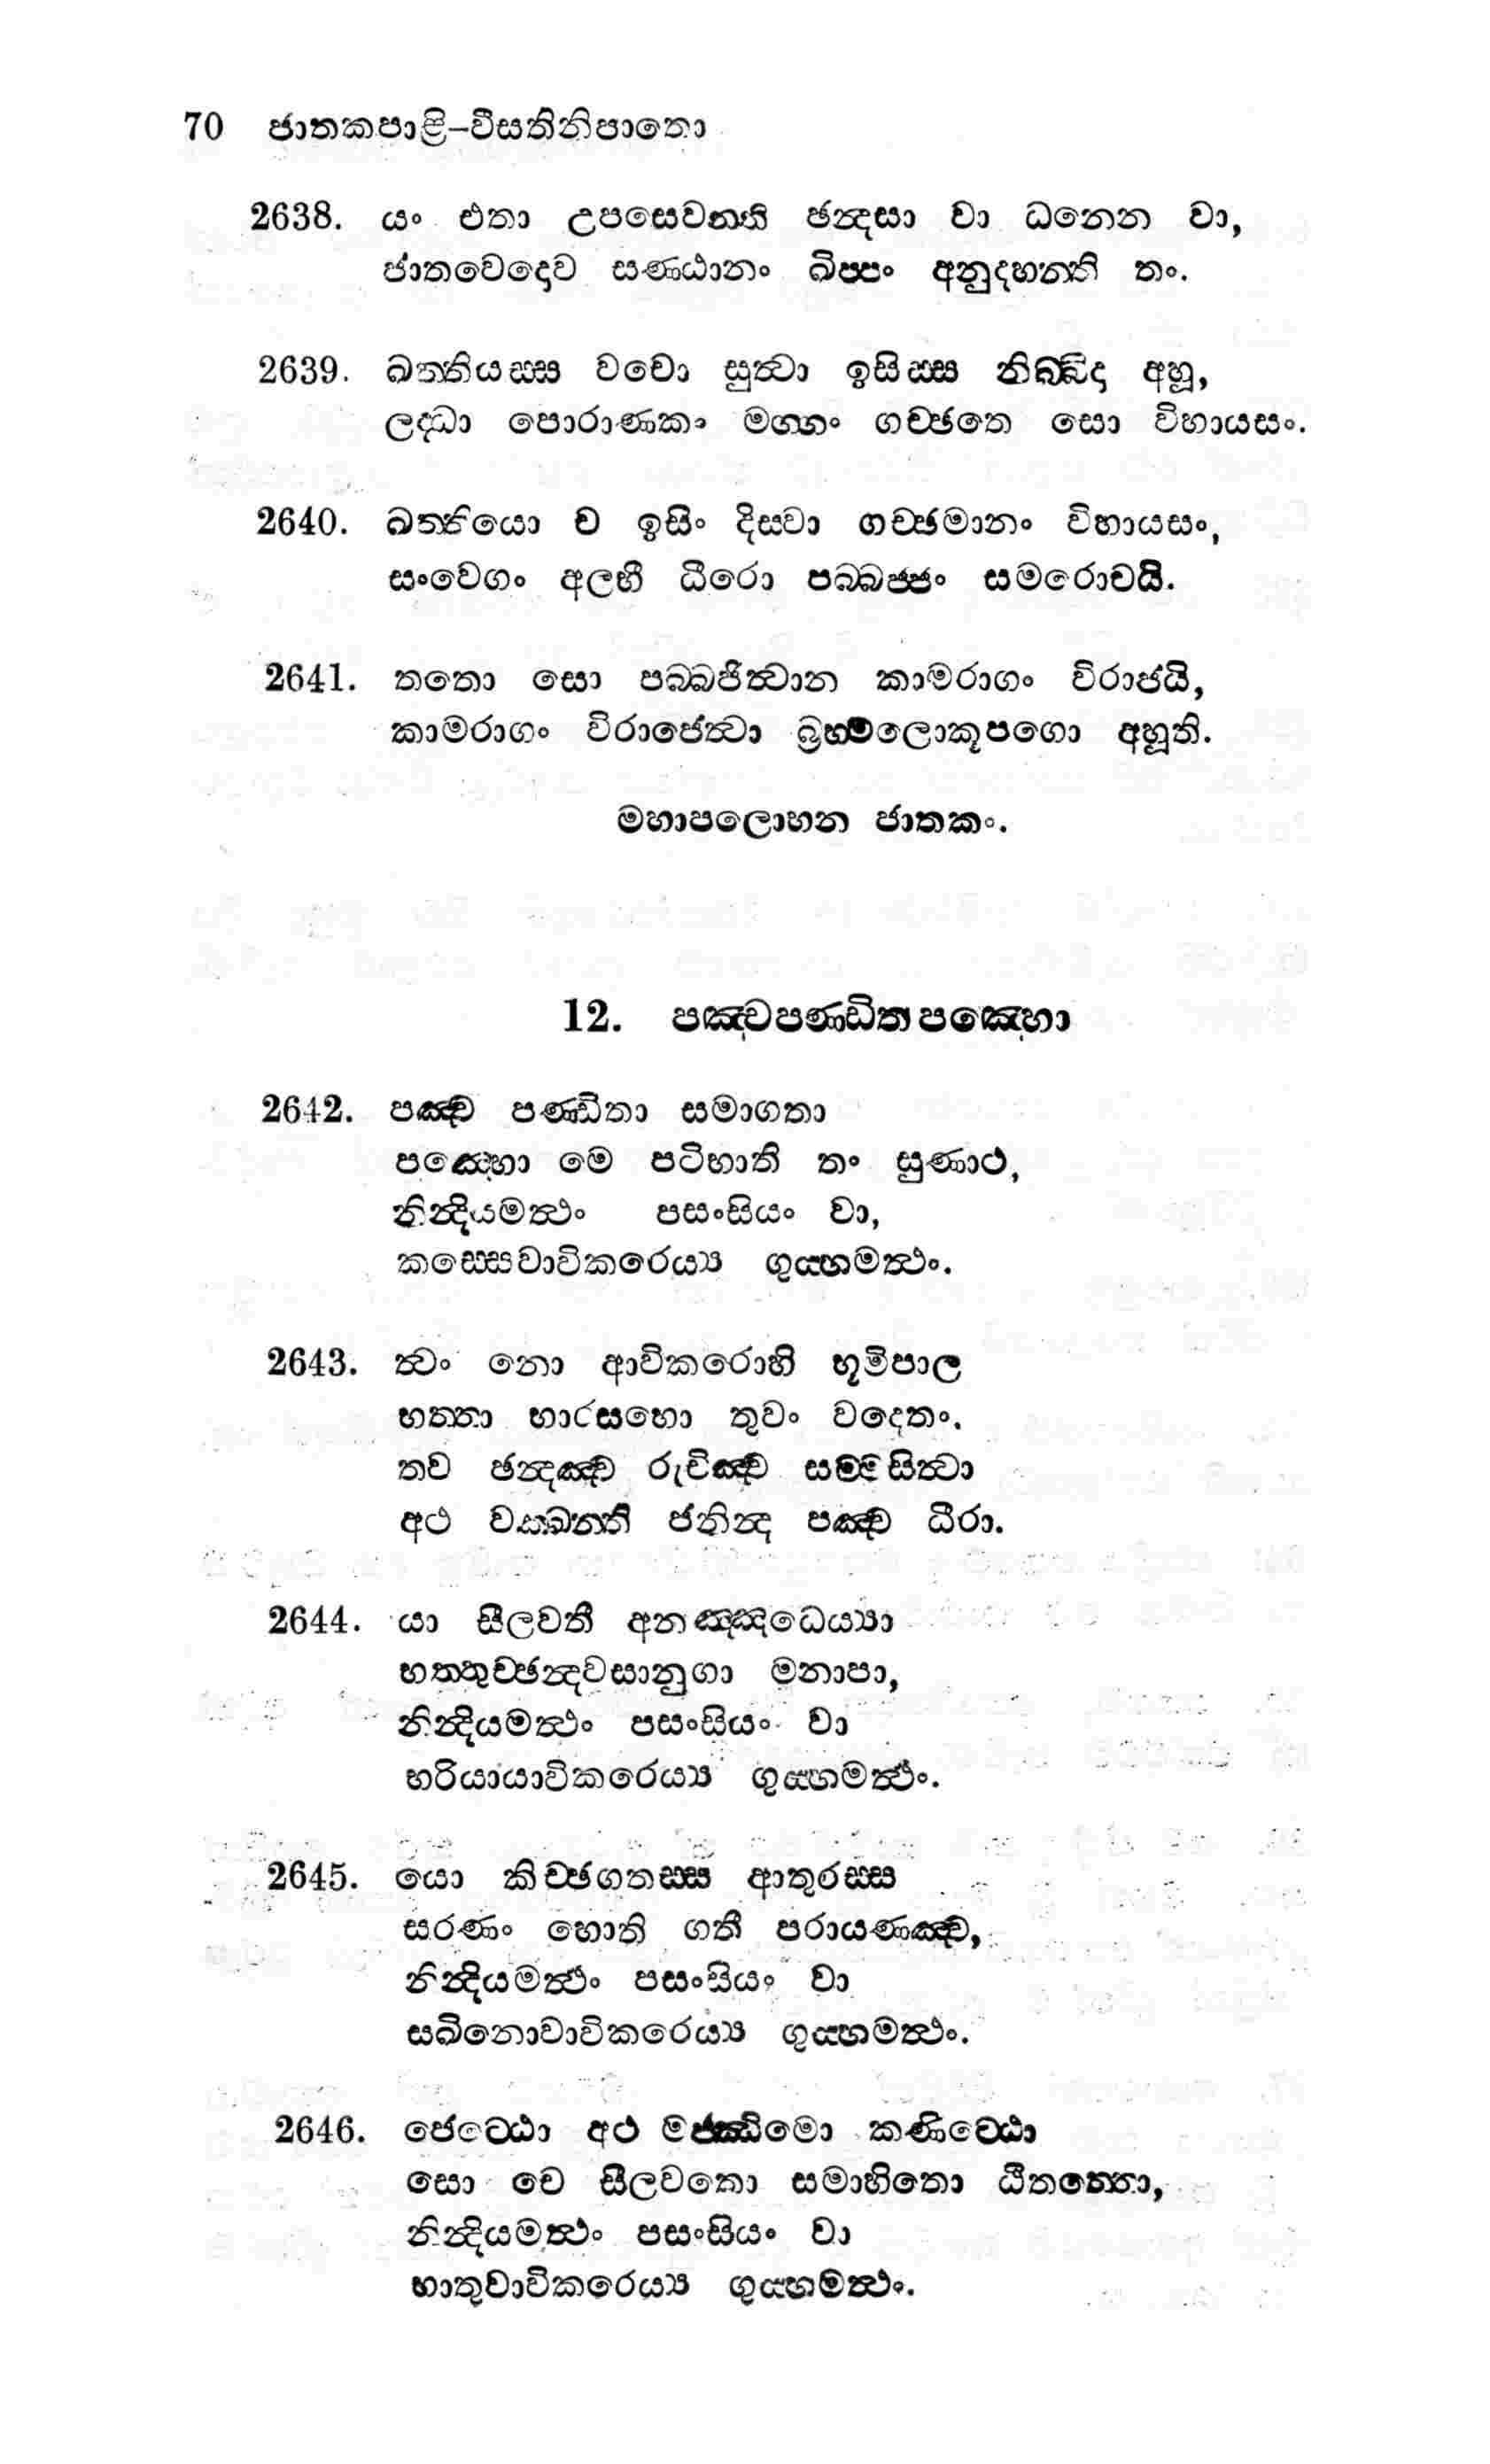 70 ජාතකපාළි–වීසතිනිපාතො
2638. යං එතා උපසෙවන්ති ඡන්දසා වා ධනෙන වා,
ජාතවෙදොව සණ්ඨානං ඛිප්පං අනුදහන්ති තං.
2639. ඛත්තියස්ස වචො සුත්වා ඉසිස්ස නිබ්බිදා අහූ,
ලද්ධා පොරාණකං මග්ගං ගච්ඡතෙ සො විහායසං.
2640. ඛත්තියො ච ඉසිං දිස්වා ගච්ඡමානං විහායසං,
සංවෙගං අලභී ධීරො පබ්බජ්ජං සමරොචයි.
2641. තතො සො පබ්බජිත්වාන කාමරාගං විරාජයි,
කාමරාගං විරාජෙත්වා බ්‍රහ්මලොකූපගො අහූති.
මහාපලොභන ජාතකං.
12. පඤ්චපණ්ඩිතපඤ්හො
2642. පඤ්ච පණ්ඩිතා සමාගතා
පඤ්හො මෙ පටිභාති තං සුණාථ,
නින්දියමත්ථං පසංසියං වා,
කස්සෙවාවිකරෙය්‍ය ගුය්හමත්ථං.
2643. ත්වං නො ආවිකරොහි භූමිපාල
භත්තා භාරසහො තුවං වදෙතං.
තව ඡන්දඤ්ච රුචිඤ්ච සම්මසිත්වා
අථ වක්ඛන්ති ජනින්ද පඤ්ච ධීරා.
2644. යා සීලවතී අනඤ්ඤධෙය්‍යා
භත්තුච්ඡන්දවසානුගා මනාපා,
නින්දියමත්ථං පසංසියං වා
භරියායාවිකරෙය්‍ය ගුය්හමත්ථං.
2645. යො කිච්ඡගතස්ස ආතුරස්ස
සරණං හොති ගතී පරායණඤ්ච,
නින්දියමත්ථං පසංසියං වා
සඛිනොවාවිකරෙය්‍ය ගුය්හමත්ථං.
2646. ජෙට්ඨො අථ මජ්ඣිමො කණිට්ඨො
සො චෙ සීලවතො සමාහිතො ඨිතත්තො,
නින්දියමත්ථං පසංසියං වා
භාතුවාවිකරෙය්‍ය ගුය්හමත්ථං.